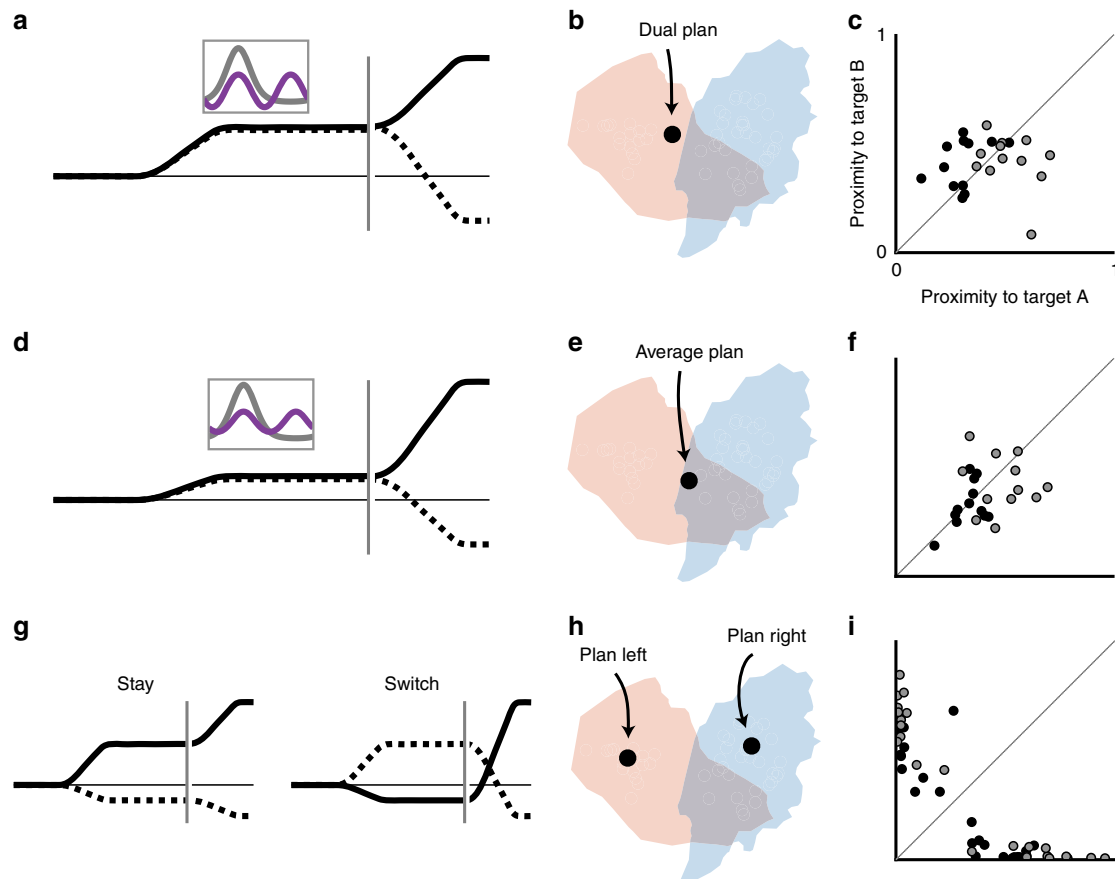 a
b
Dual plan
c
1
Proximity to target B
0
0
1
Proximity to target A
d
e
Average plan
f
g
Stay
Switch
h
Plan left
Plan right
i